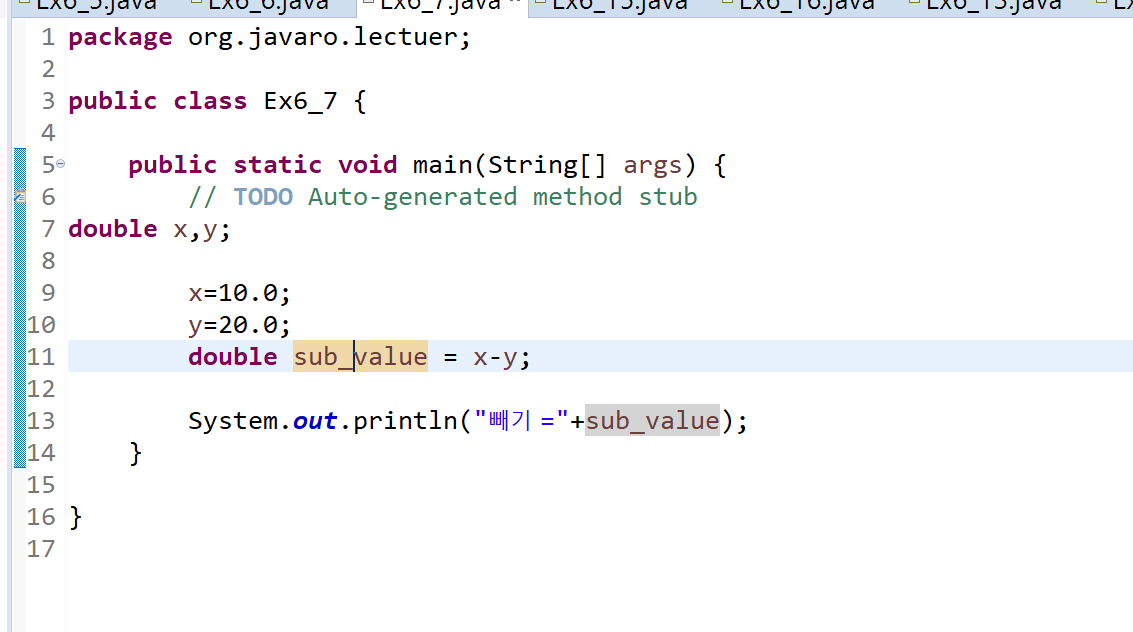 Ex6_5.java Ex6_6.java Ex6_7.java Ex6_15.java Ex6_16.java Ex6_13.java Ex
1 package org.javaro.lectuer;
2
3 public class Ex6_7 {
4
5 public static void main(String[] args) {
6 // TODO Auto-generated method stub
7 double x,y;
8
9 x=10.0;
10 y=20.0;
11 double sub_value = x-y;
12
13 System.out.println("빼기 ="+sub_value);
14 }
15
16 }
17